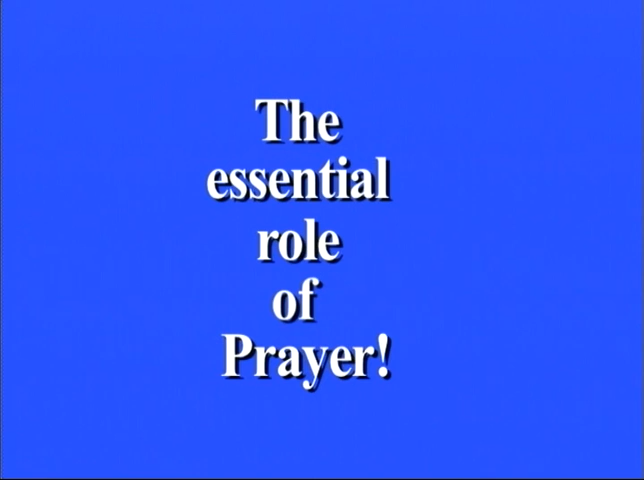 The
essential
role
of
Prayer!